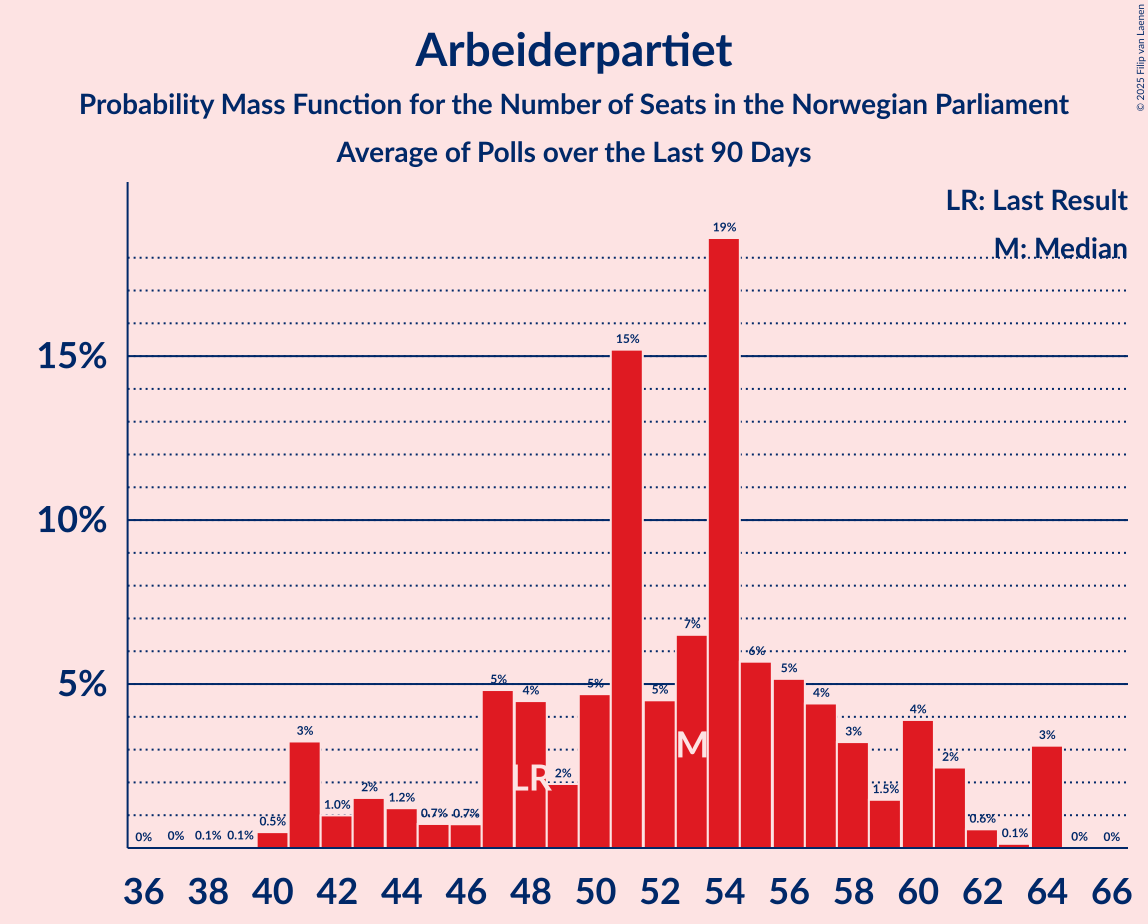 © 2025 Filip van Laenen
Arbeiderpartiet
Probability Mass Function for the Number of Seats in the Norwegian Parliament
Average of Polls over the Last 90 Days
LR: Last Result
M: Median
15%
10%
5%
0% 0% 0.1% 0.1% 0.5% 3% 1.0% 2% 1.2% 0.7% 0.7% 5% 4% 2% 5% 15% 5% 7% 19% 6% 5% 4% 3% 1.5% 4% 2% 0.6% 0.1% 3% 0% 0%
LR
M
36 38 40 42 44 46 48 50 52 54 56 58 60 62 64 66